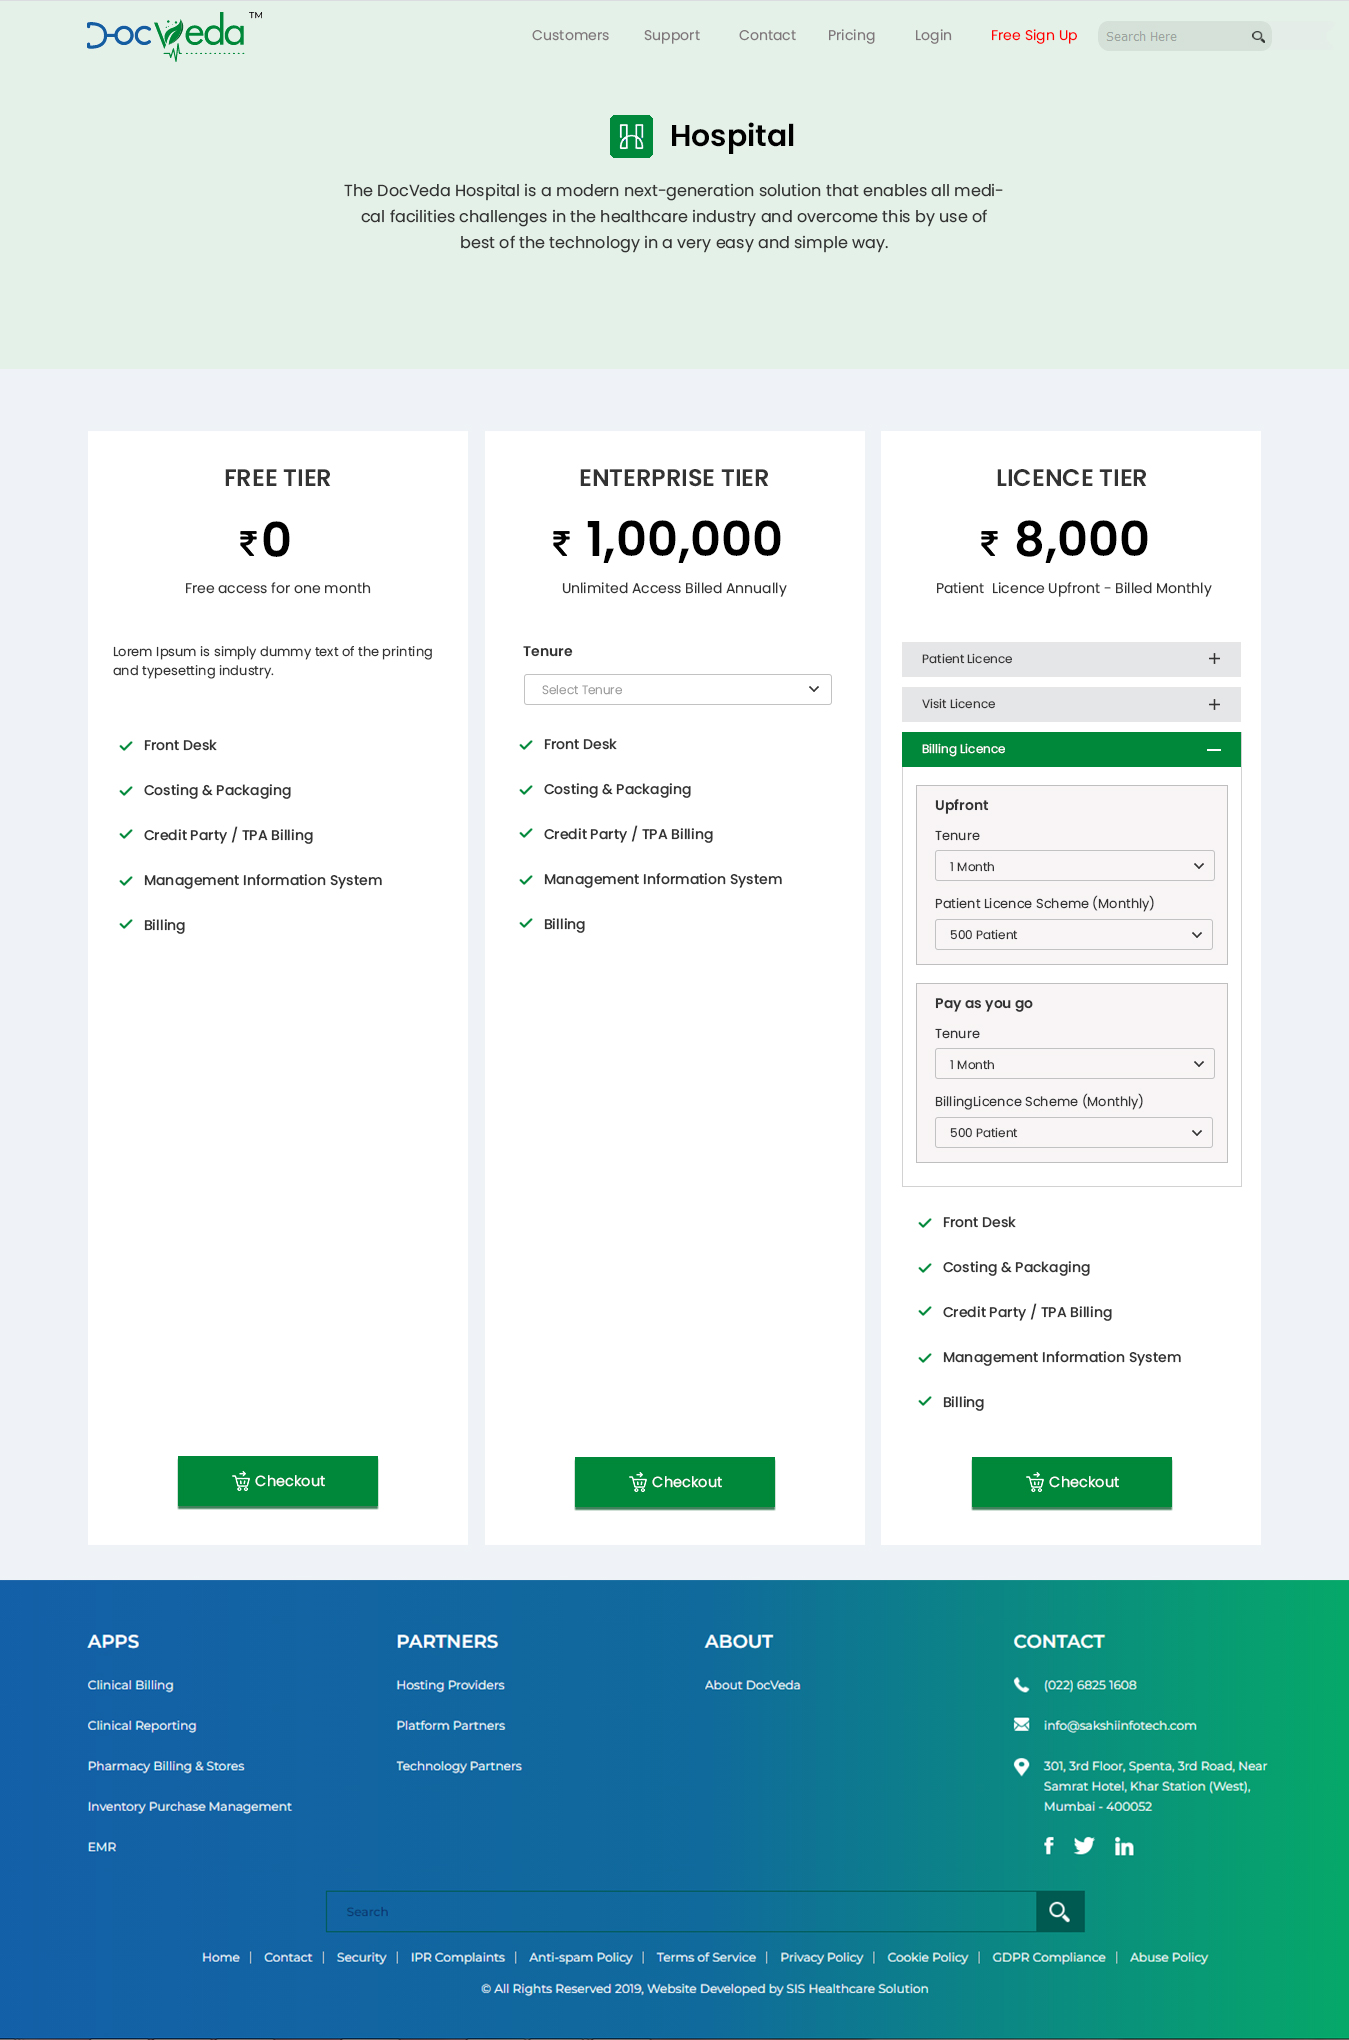 DocVeda TM
Customers Support Contact Pricing Login Free Sign Up Search Here
Hospital
The DocVeda Hospital is a modern next-generation solution that enables all medi-
cal facilities challenges in the healthcare industry and overcome this by use of
best of the technology in a very easy and simple way.
FREE TIER
₹0
Free access for one month
Lorem Ipsum is simply dummy text of the printing
and typesetting industry.
Front Desk
Costing & Packaging
Credit Party / TPA Billing
Management Information System
Billing
Checkout
ENTERPRISE TIER
₹ 1,00,000
Unlimited Access Billed Annually
Tenure
Select Tenure
Front Desk
Costing & Packaging
Credit Party / TPA Billing
Management Information System
Billing
Checkout
LICENCE TIER
₹ 8,000
Patient Licence Upfront - Billed Monthly
Patient Licence
Visit Licence
Billing Licence
Upfront
Tenure
1 Month
Patient Licence Scheme (Monthly)
500 Patient
Pay as you go
Tenure
1 Month
BillingLicence Scheme (Monthly)
500 Patient
Front Desk
Costing & Packaging
Credit Party / TPA Billing
Management Information System
Billing
Checkout
APPS
Clinical Billing
Clinical Reporting
Pharmacy Billing & Stores
Inventory Purchase Management
EMR
PARTNERS
Hosting Providers
Platform Partners
Technology Partners
ABOUT
About DocVeda
CONTACT
(022) 6825 1608
info@sakshiinfotech.com
301, 3rd Floor, Spenta, 3rd Road, Near
Samrat Hotel, Khar Station (West),
Mumbai - 400052
Search
Home | Contact | Security | IPR Complaints | Anti-spam Policy | Terms of Service | Privacy Policy | Cookie Policy | GDPR Compliance | Abuse Policy
© All Rights Reserved 2019, Website Developed by SIS Healthcare Solution